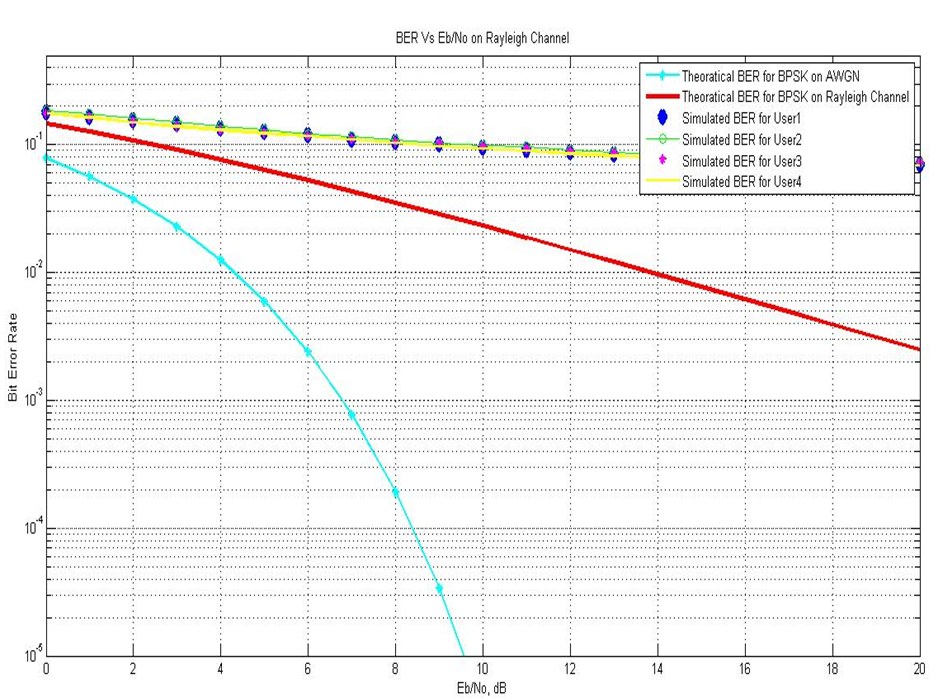 BER Vs Eb/No on Rayleigh Channel
Theoratical BER for BPSK on AWGN
Theoratical BER for BPSK on Rayleigh Channel
Simulated BER for User1
Simulated BER for User2
Simulated BER for User3
Simulated BER for User4
10^-1
10^-2
10^-3
10^-4
10^-5
Bit Error Rate
0 2 4 6 8 10 12 14 16 18 20
Eb/No, dB